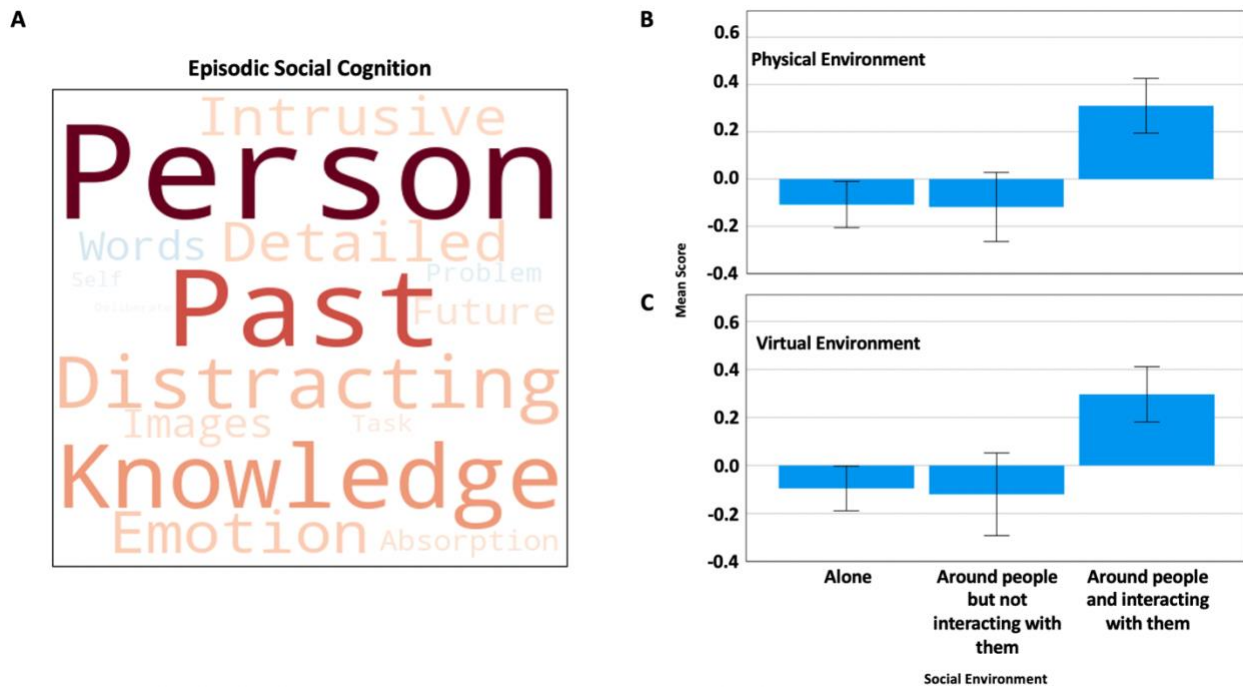 A
Episodic Social Cognition
Intrusive
Person
Words Detailed
Self Problem
Deliberate
Past
Future
Distracting
Images Task
Knowledge
Emotion
Absorption
B
0.6
Physical Environment
0.4
0.2
0.0
-0.2
-0.4
Mean Score
C
0.6
Virtual Environment
0.4
0.2
0.0
-0.2
-0.4
Alone
Around people
but not
interacting with
them
Around people
and interacting
with them
Social Environment